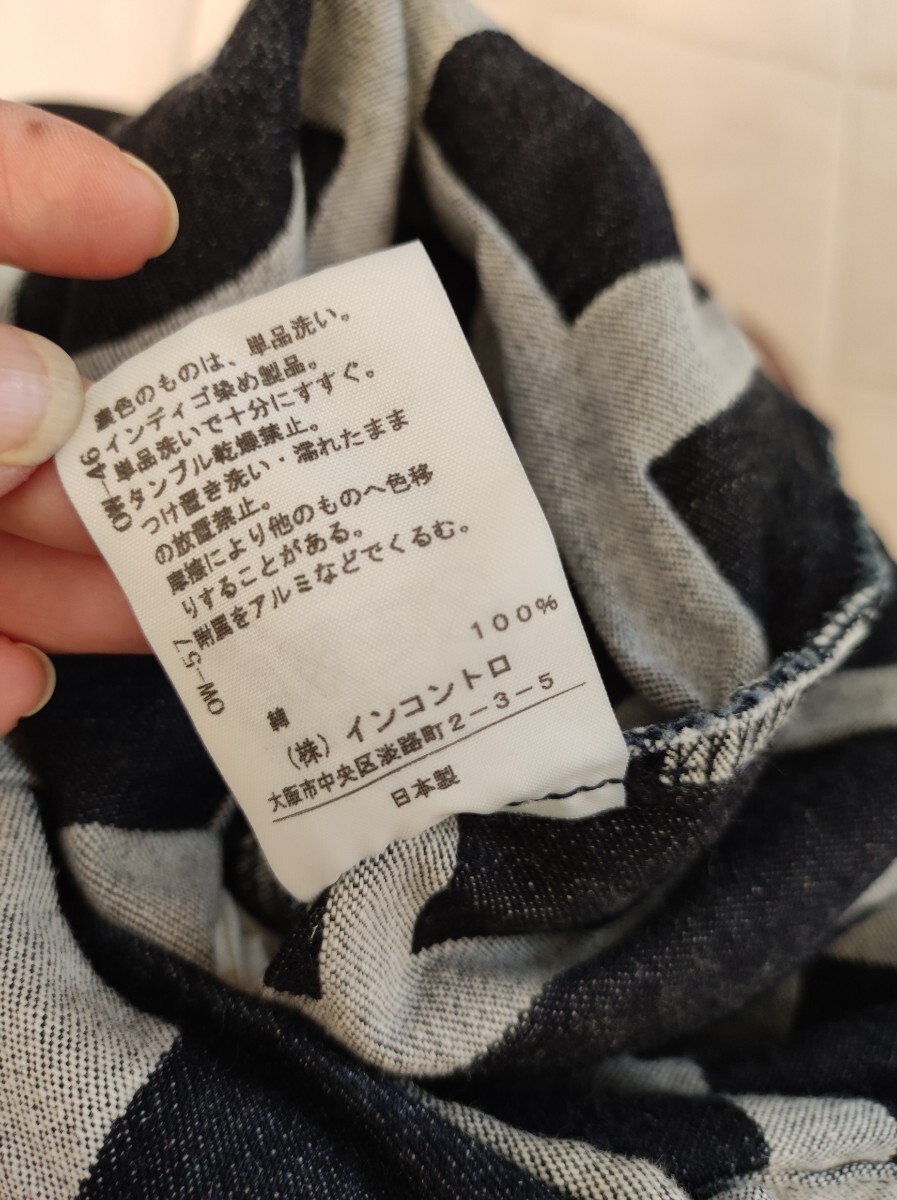 濃色のものは、単品洗い。
インディゴ染め製品。
単品洗いで十分にすすぐ。
タンブル乾燥禁止。
つけ置き洗い・濡れたまま
の放置禁止。
摩擦により他のものへ色移
りすることがある。
附属をアルミなどでくるむ。
OM-46
OW-57
綿 100%
(株) インコントロ
大阪市中央区淡路町2-3-5
日本製